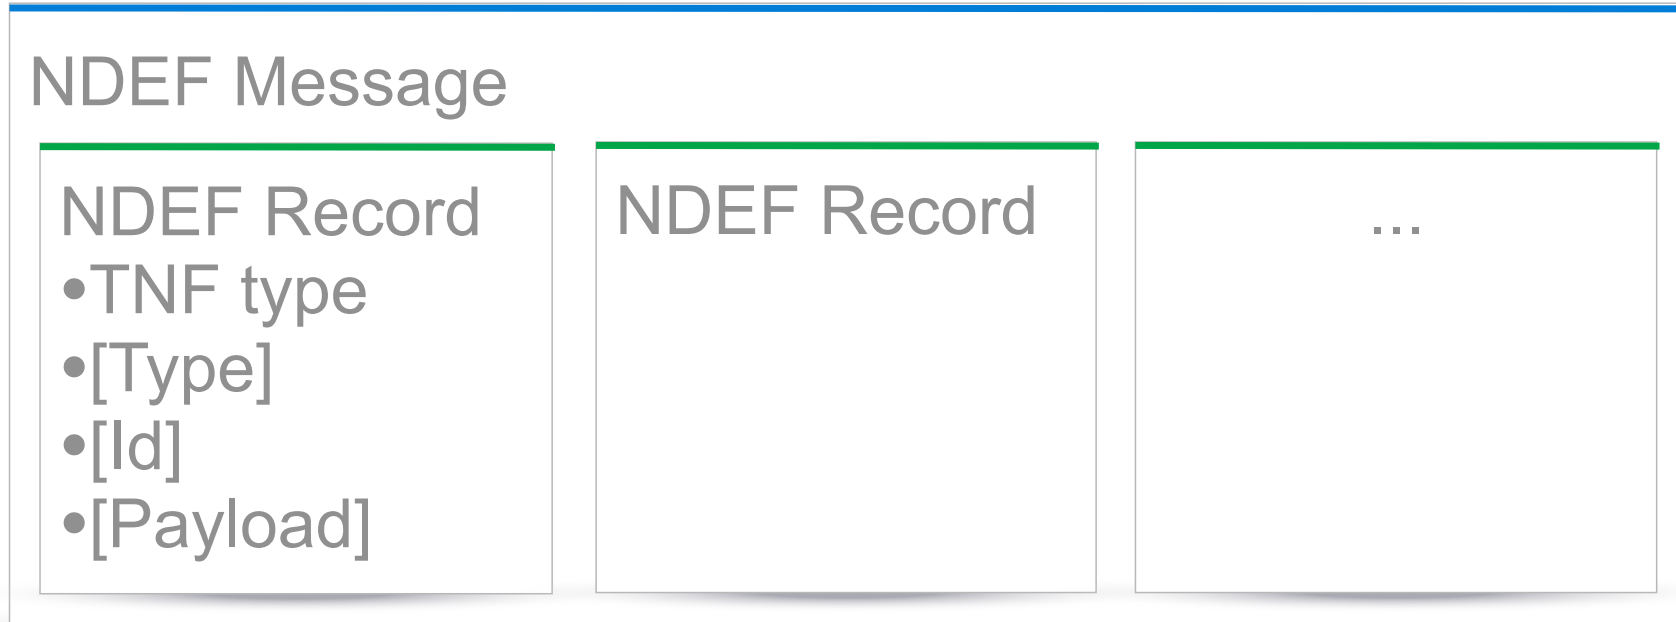 NDEF Message
NDEF Record
•TNF type
•[Type]
•[Id]
•[Payload]
NDEF Record
...